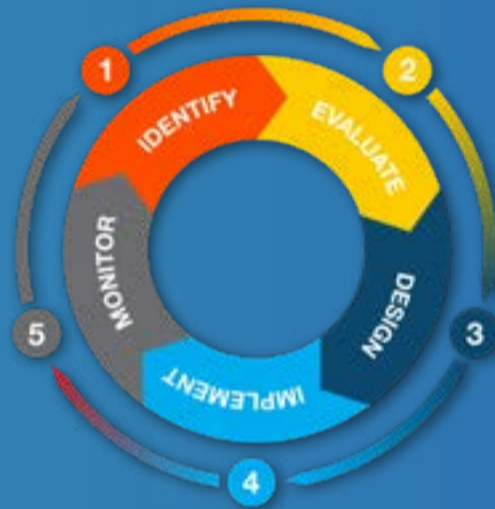 1
IDENTIFY
2
EVALUATE
3
DESIGN
4
IMPLEMENT
5
MONITOR